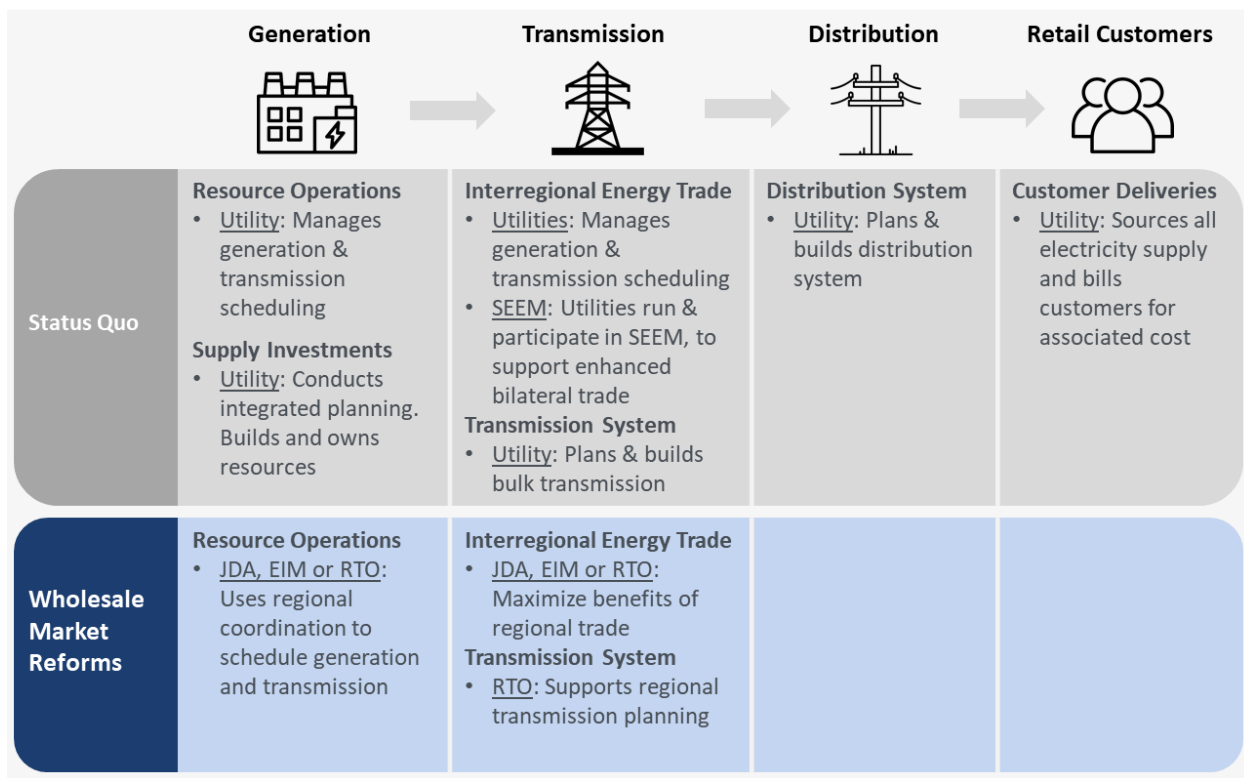 Generation
Transmission
Distribution
Retail Customers
Status Quo
Resource Operations
• Utility: Manages
generation &
transmission
scheduling
Supply Investments
• Utility: Conducts
integrated planning.
Builds and owns
resources
Interregional Energy Trade
• Utilities: Manages
generation &
transmission scheduling
• SEEM: Utilities run &
participate in SEEM, to
support enhanced
bilateral trade
Transmission System
• Utility: Plans & builds
bulk transmission
Distribution System
• Utility: Plans &
builds distribution
system
Customer Deliveries
• Utility: Sources all
electricity supply
and bills
customers for
associated cost
Wholesale
Market
Reforms
Resource Operations
• JDA, EIM or RTO:
Uses regional
coordination to
schedule generation
and transmission
Interregional Energy Trade
• JDA, EIM or RTO:
Maximize benefits of
regional trade
Transmission System
• RTO: Supports regional
transmission planning